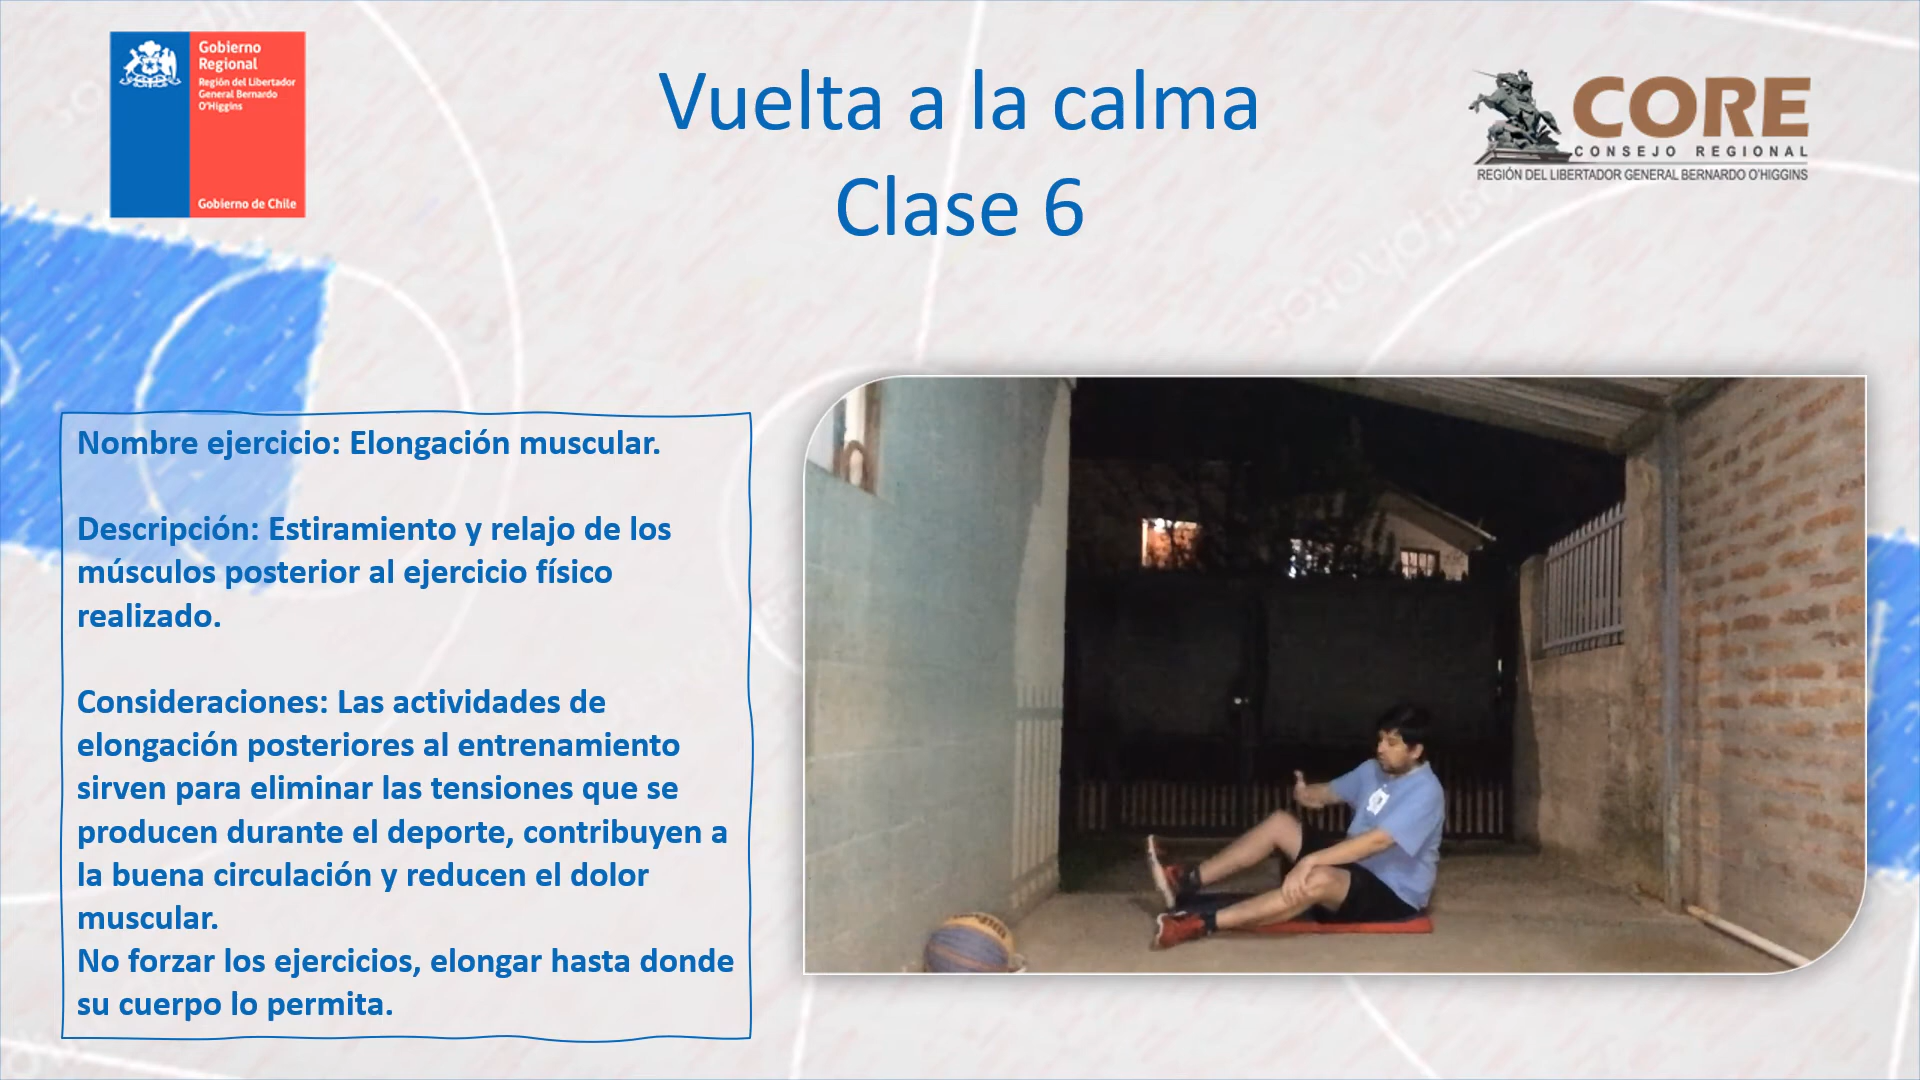 Gobierno
Regional
Región del Libertador
General Bernardo
O'Higgins
Gobierno de Chile
Vuelta a la calma
Clase 6
CORE
CONSEJO REGIONAL
REGIÓN DEL LIBERTADOR GENERAL BERNARDO O'HIGGINS
Nombre ejercicio: Elongación muscular.
Descripción: Estiramiento y relajo de los
músculos posterior al ejercicio físico
realizado.
Consideraciones: Las actividades de
elongación posteriores al entrenamiento
sirven para eliminar las tensiones que se
producen durante el deporte, contribuyen a
la buena circulación y reducen el dolor
muscular.
No forzar los ejercicios, elongar hasta donde
su cuerpo lo permita.